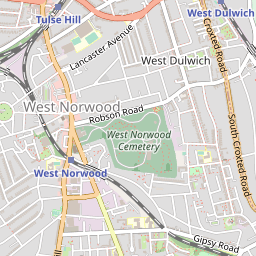 Tulse Hill
West Dulwich
Lancaster Avenue
Croxted Road
West Dulwich
West Norwood
Robson Road
West Norwood
Cemetery
South Croxted Road
West Norwood
Hill
Gipsy Road